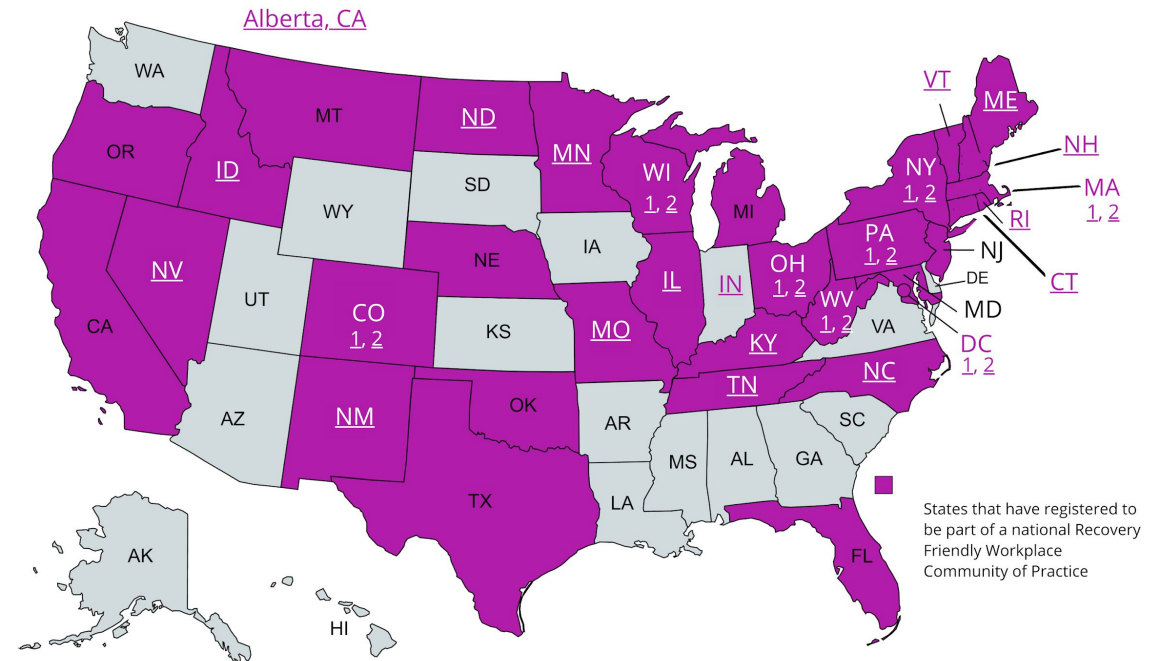 Alberta, CA
WA
VT
ME
MT
ND
OR
MN
NH
ID
WI
1, 2
NY
1, 2
SD
MA
1, 2
WY
MI
RI
IA
PA
1, 2
NJ
NE
NV
OH
1, 2
DE
CT
IL
IN
UT
WV
1, 2
MD
CO
1, 2
CA
KS
MO
VA
KY
DC
1, 2
TN
NC
OK
NM
AZ
AR
SC
MS
AL
GA
TX
LA
States that have registered to
be part of a national Recovery
Friendly Workplace
Community of Practice
AK
FL
HI